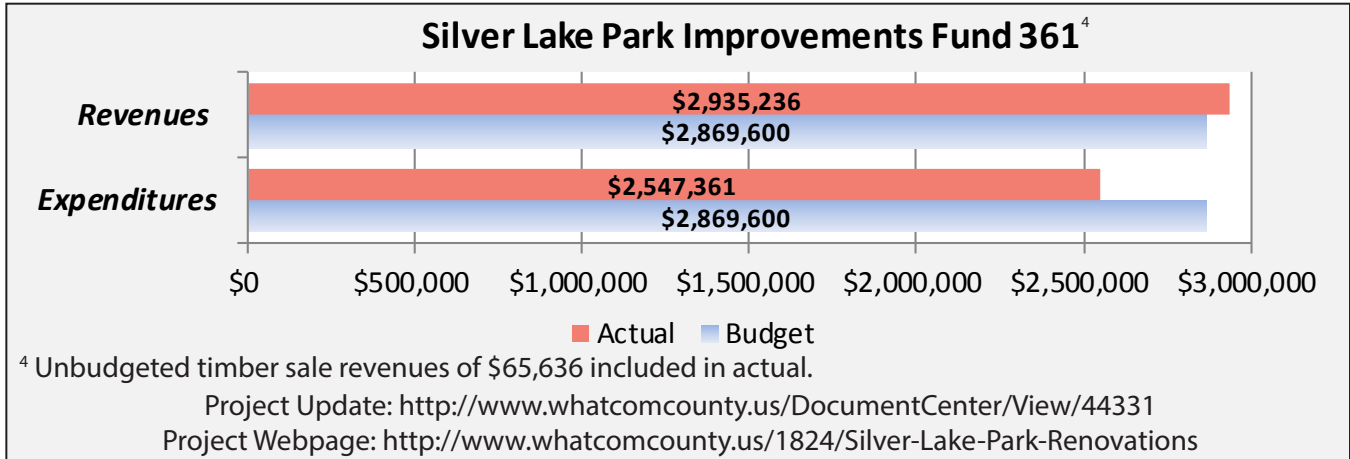 Silver Lake Park Improvements Fund 361⁴
Revenues
$2,935,236
$2,869,600
Expenditures
$2,547,361
$2,869,600
$0 $500,000 $1,000,000 $1,500,000 $2,000,000 $2,500,000 $3,000,000
Actual Budget
⁴ Unbudgeted timber sale revenues of $65,636 included in actual.
Project Update: http://www.whatcomcounty.us/DocumentCenter/View/44331
Project Webpage: http://www.whatcomcounty.us/1824/Silver-Lake-Park-Renovations